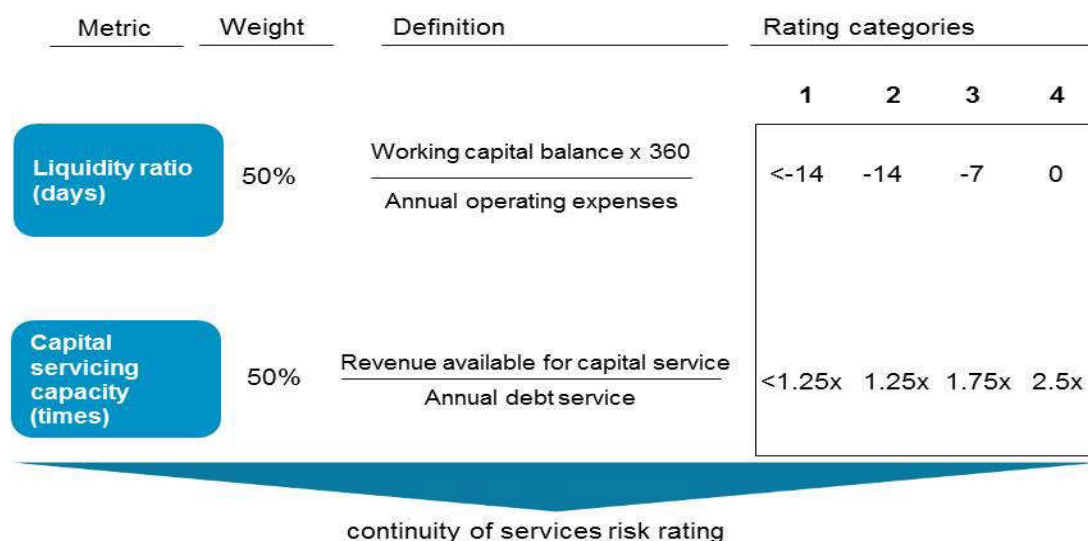 Metric Weight Definition Rating categories
1 2 3 4
Liquidity ratio
(days)
50%
Working capital balance x 360
Annual operating expenses
<-14 -14 -7 0
Capital
servicing
capacity
(times)
50%
Revenue available for capital service
Annual debt service
<1.25x 1.25x 1.75x 2.5x
continuity of services risk rating